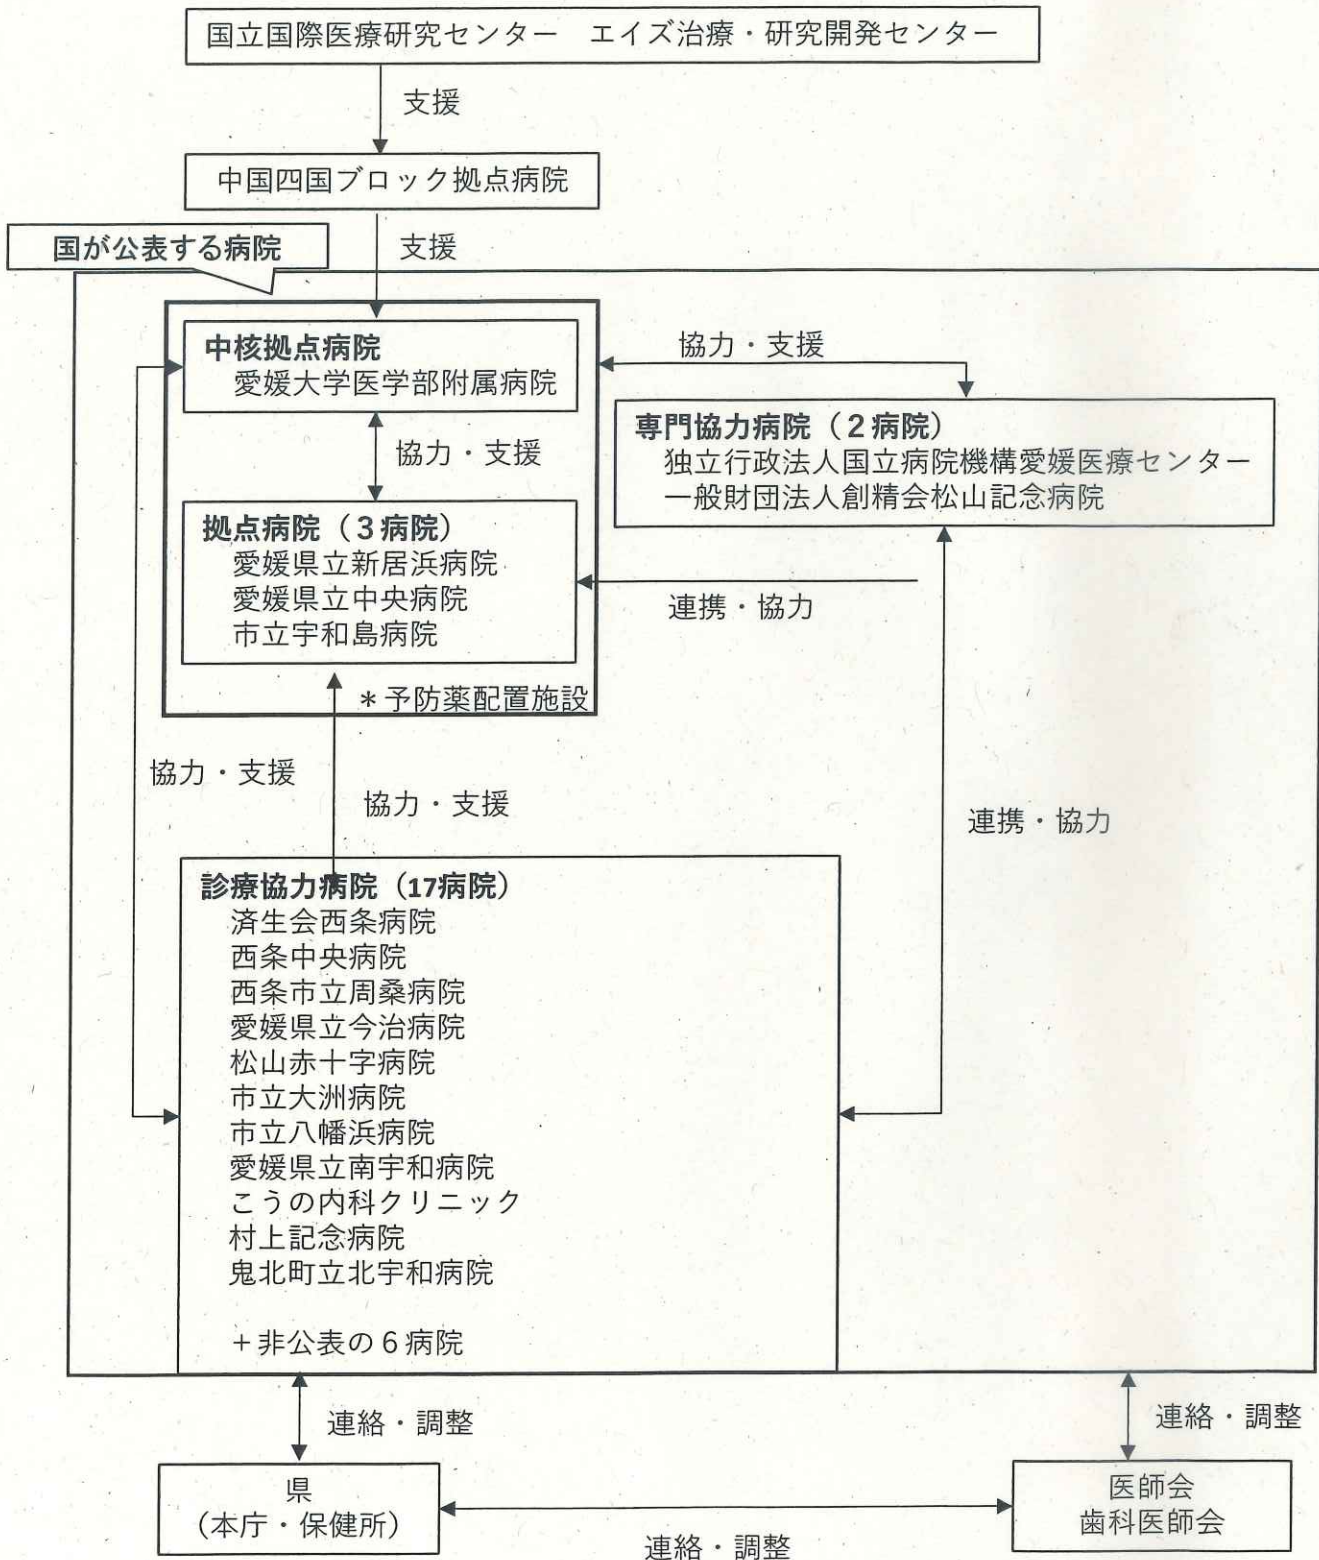 国立国際医療研究センター　エイズ治療・研究開発センター
支援
中国四国ブロック拠点病院
国が公表する病院
支援
中核拠点病院
愛媛大学医学部附属病院
協力・支援
協力・支援
専門協力病院（２病院）
独立行政法人国立病院機構愛媛医療センター
一般財団法人創精会松山記念病院
拠点病院（３病院）
愛媛県立新居浜病院
愛媛県立中央病院
市立宇和島病院
連携・協力
＊予防薬配置施設
協力・支援
協力・支援
連携・協力
診療協力病院（17病院）
済生会西条病院
西条中央病院
西条市立周桑病院
愛媛県立今治病院
松山赤十字病院
市立大洲病院
市立八幡浜病院
愛媛県立南宇和病院
こうの内科クリニック
村上記念病院
鬼北町立北宇和病院
＋非公表の６病院
連絡・調整
連絡・調整
県
（本庁・保健所）
医師会
歯科医師会
連絡・調整